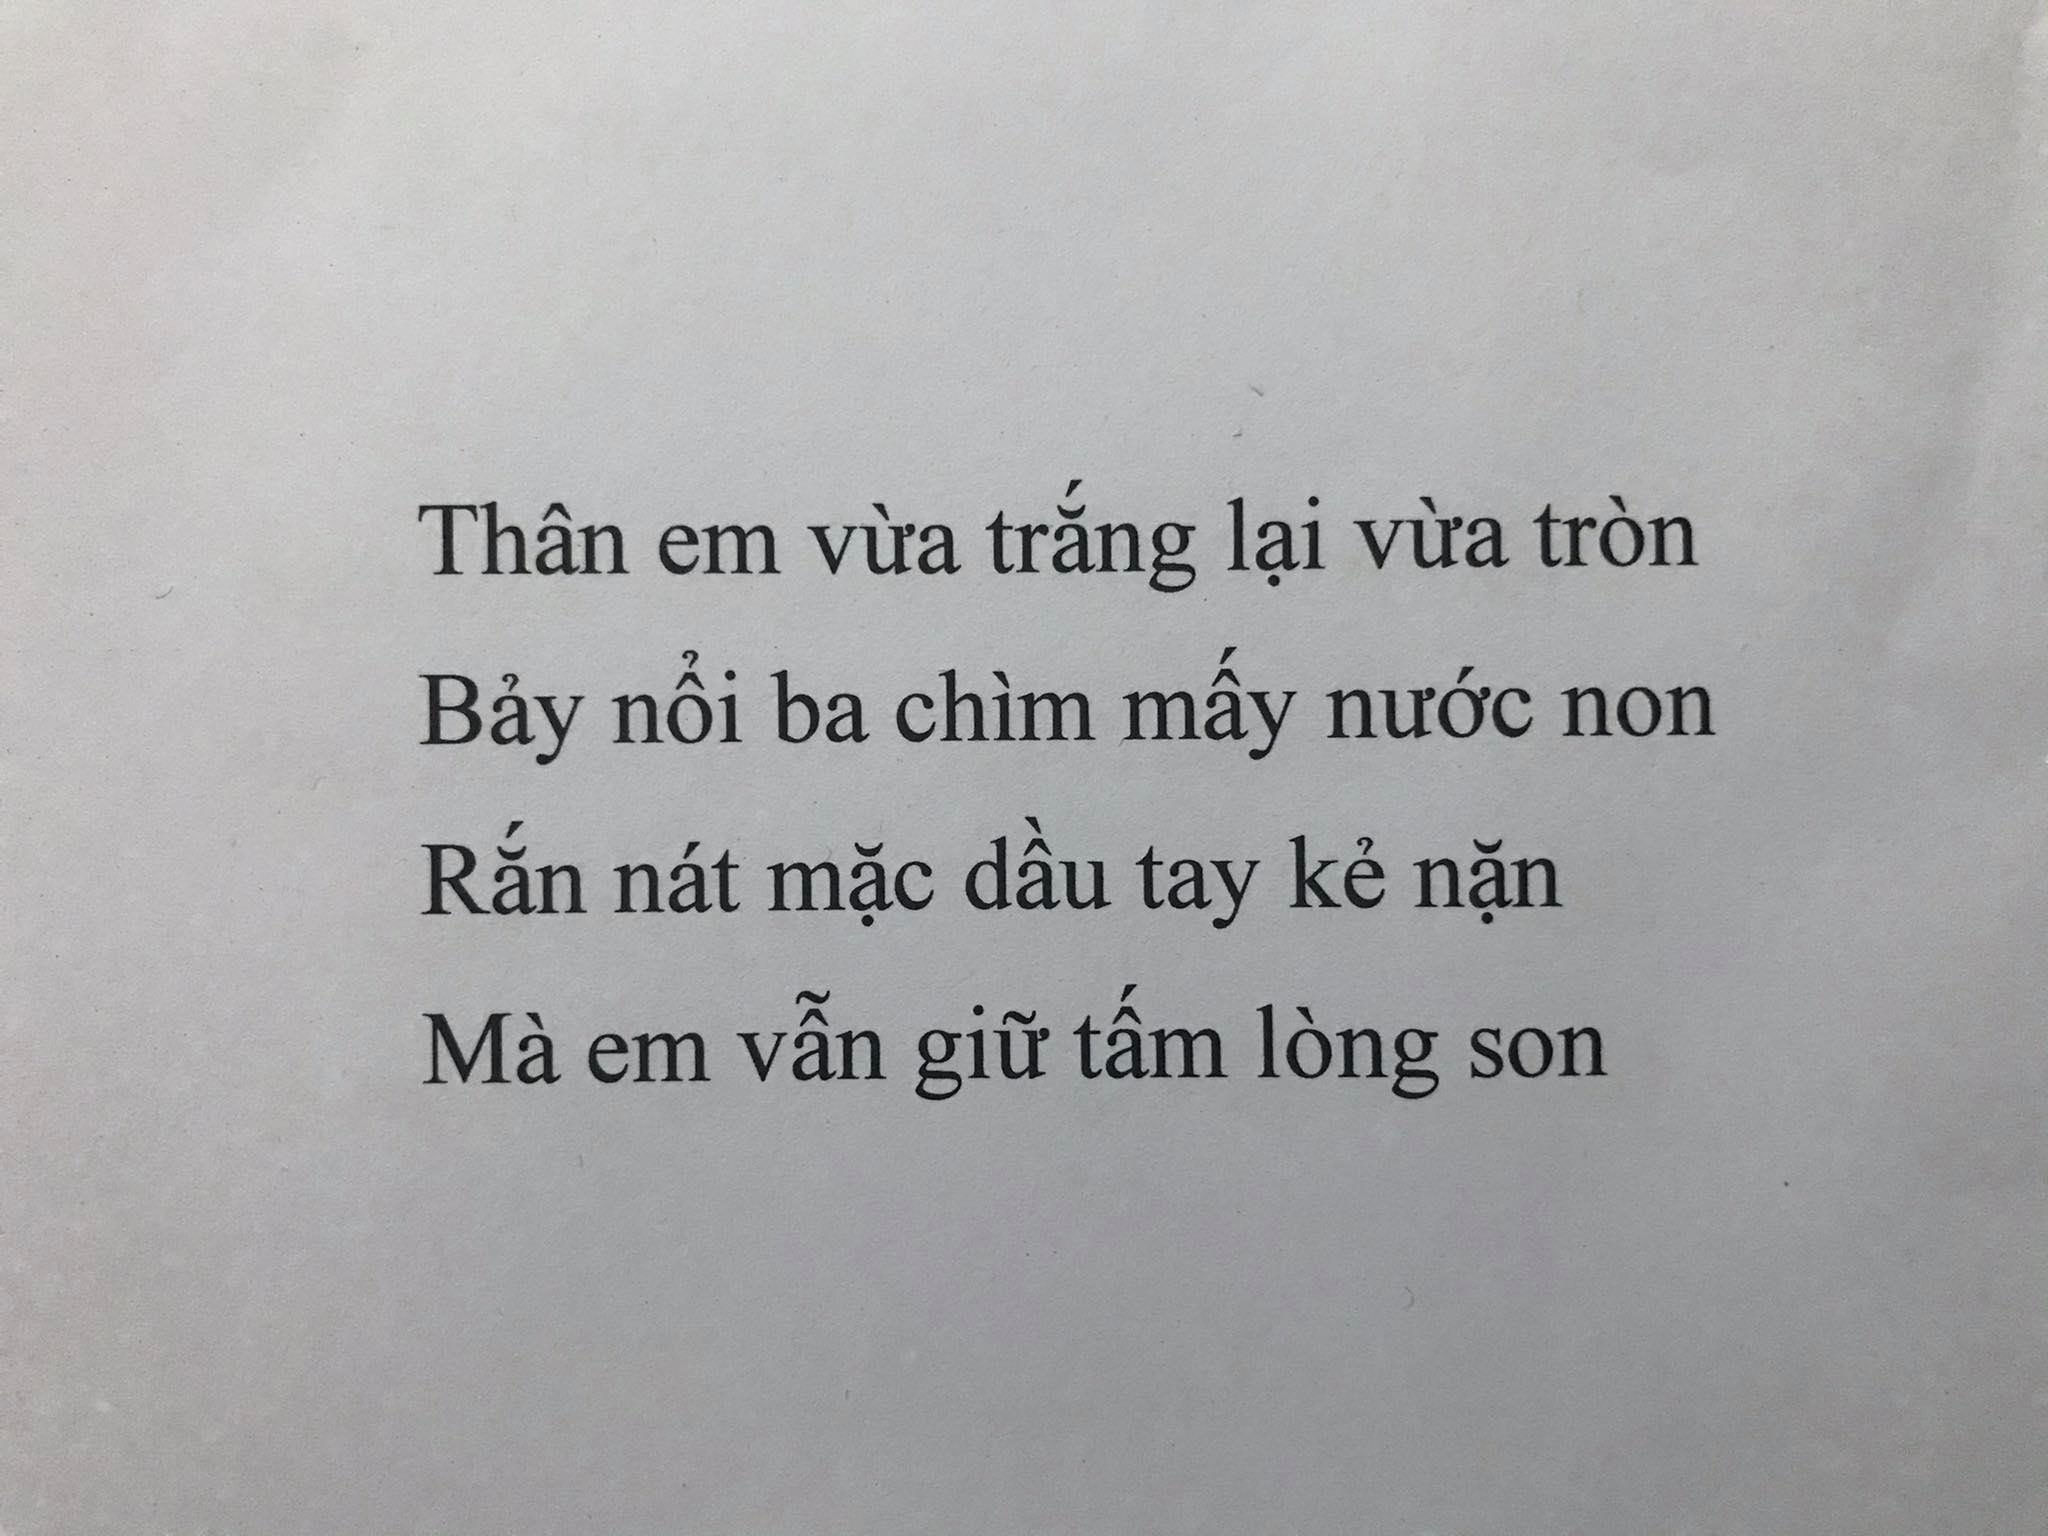 Thân em vừa trắng lại vừa tròn
Bảy nổi ba chìm mấy nước non
Rắn nát mặc dầu tay kẻ nặn
Mà em vẫn giữ tấm lòng son